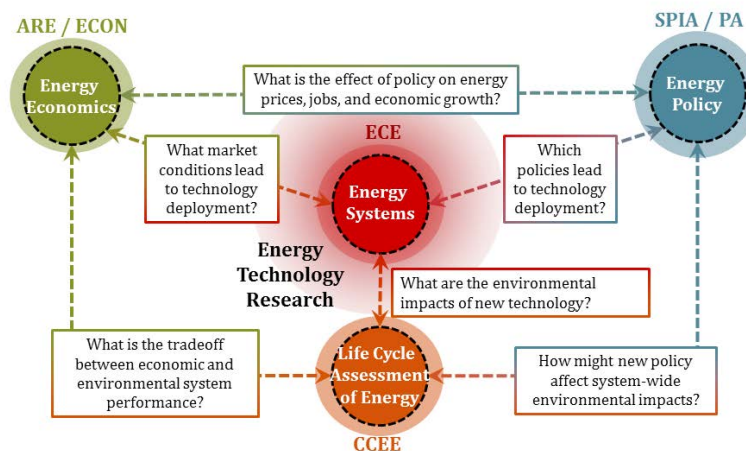 ARE / ECON
SPIA / PA
Energy
Economics
What is the effect of policy on energy
prices, jobs, and economic growth?
Energy
Policy
ECE
What market
conditions lead
to technology
deployment?
Energy
Systems
Which
policies lead
to technology
deployment?
Energy
Technology
Research
What are the environmental
impacts of new technology?
What is the tradeoff
between economic and
environmental system
performance?
Life Cycle
Assessment
of Energy
How might new policy
affect system-wide
environmental impacts?
CCEE